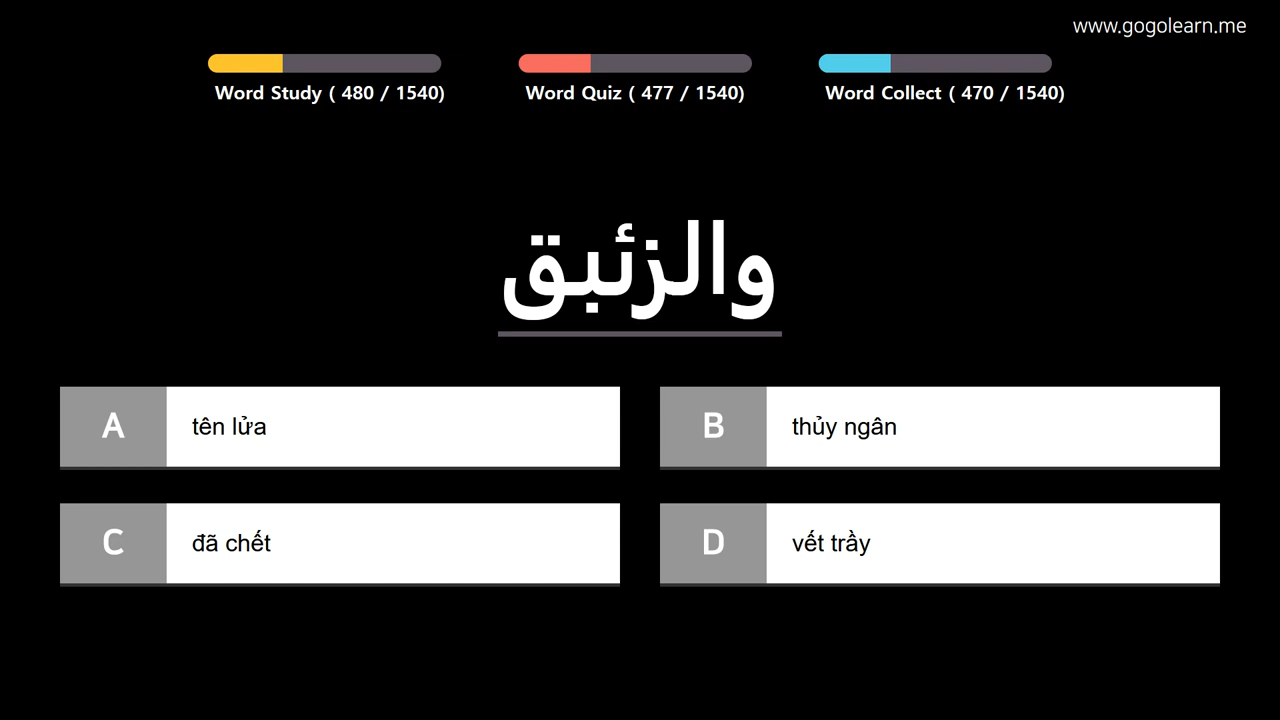 www.gogolearn.me
Word Study ( 480 / 1540)
Word Quiz ( 477 / 1540)
Word Collect ( 470 / 1540)
والزئبق
A
tên lửa
B
thủy ngân
C
đã chết
D
vết trầy